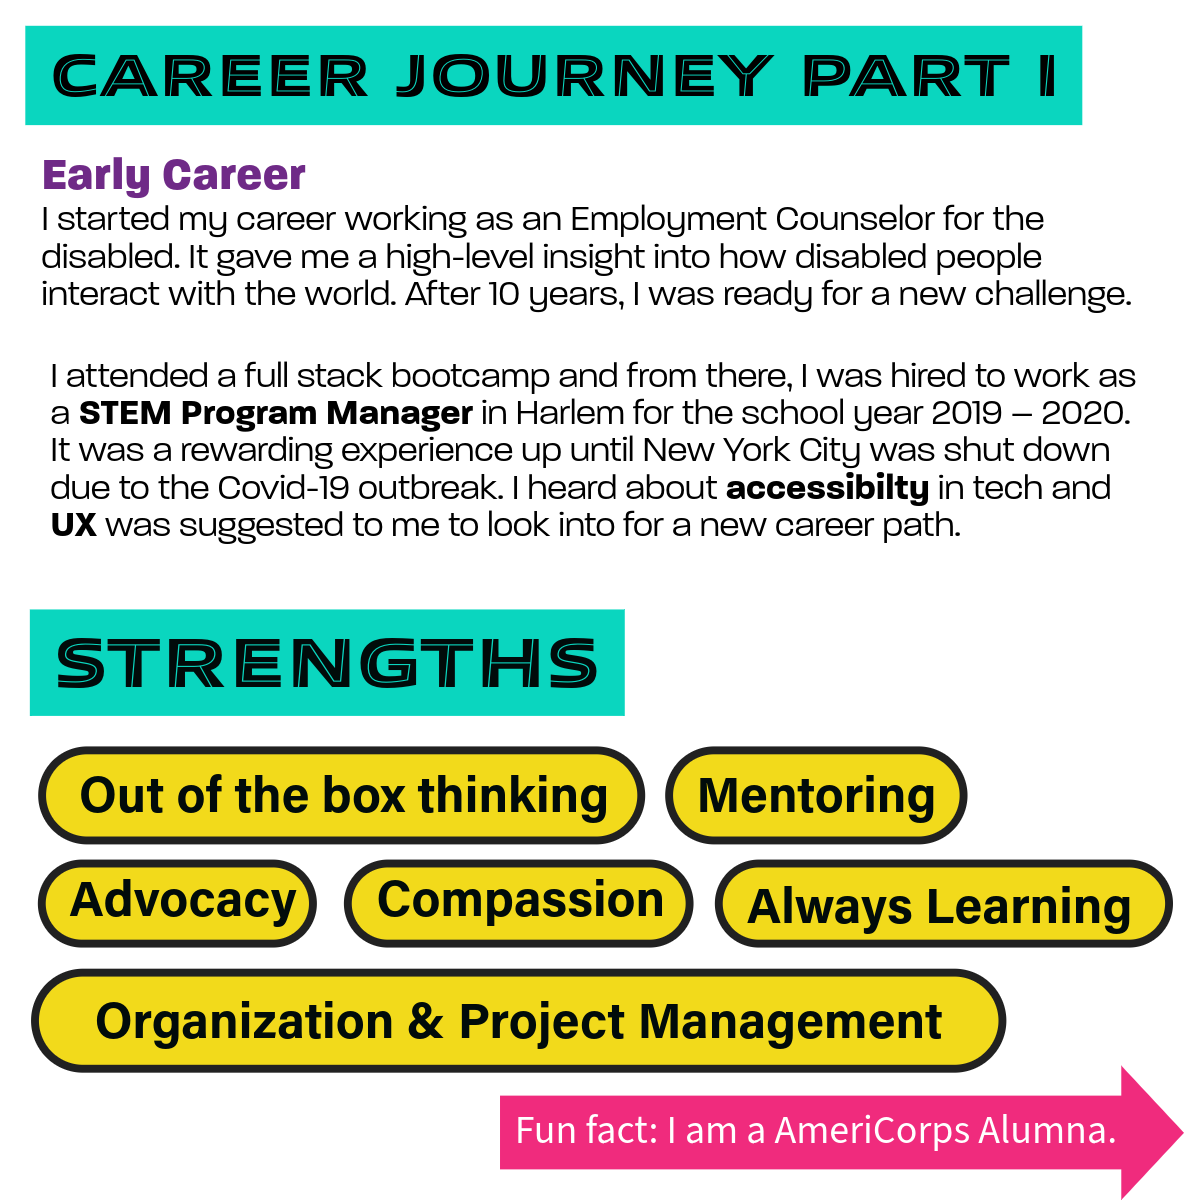 CAREER JOURNEY PART I
Early Career
I started my career working as an Employment Counselor for the
disabled. It gave me a high-level insight into how disabled people
interact with the world. After 10 years, I was ready for a new challenge.
I attended a full stack bootcamp and from there, I was hired to work as
a STEM Program Manager in Harlem for the school year 2019 – 2020.
It was a rewarding experience up until New York City was shut down
due to the Covid-19 outbreak. I heard about accessibilty in tech and
UX was suggested to me to look into for a new career path.
STRENGTHS
Out of the box thinking
Mentoring
Advocacy
Compassion
Always Learning
Organization & Project Management
Fun fact: I am a AmeriCorps Alumna.